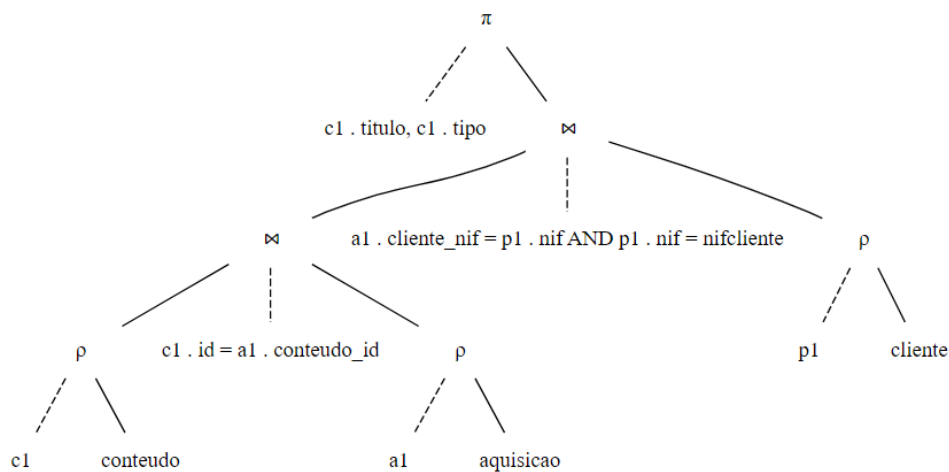 π
c1 . titulo, c1 . tipo ⋈
⋈ a1 . cliente_nif = p1 . nif AND p1 . nif = nifcliente ρ
ρ c1 . id = a1 . conteudo_id ρ p1 cliente
c1 conteudo a1 aquisicao